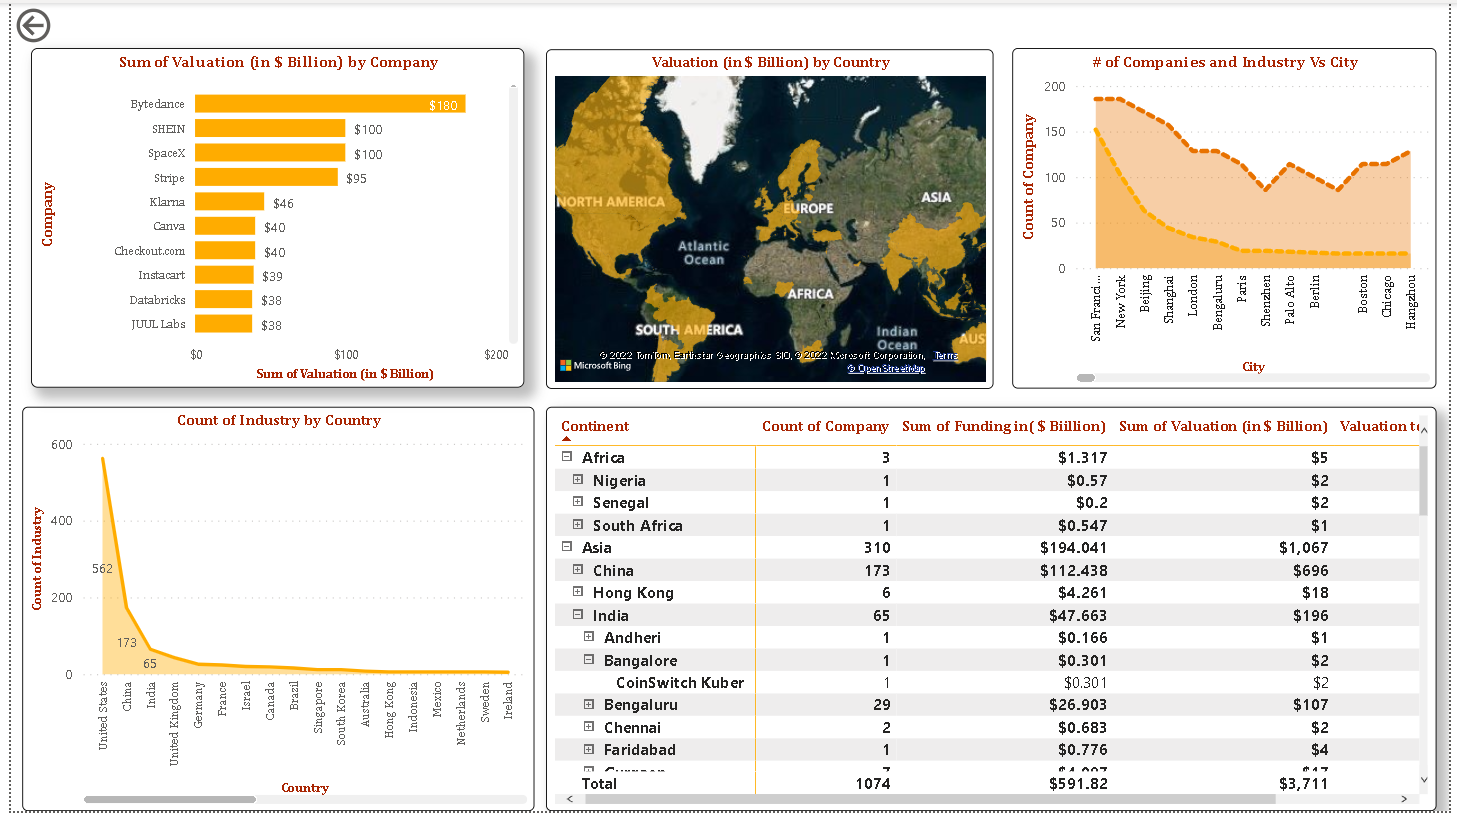 Sum of Valuation (in $ Billion) by Company
Company
Bytedance $180
SHEIN $100
SpaceX $100
Stripe $95
Klarna $46
Canva $40
Checkout.com $40
Instacart $39
Databricks $38
JUUL Labs $38
$0 $100 $200
Sum of Valuation (in $ Billion)
Valuation (in $ Billion) by Country
NORTH AMERICA
EUROPE
ASIA
Atlantic
Ocean
AFRICA
SOUTH AMERICA
Indian
Ocean
AUS
© 2022 TomTom, Earthstar Geographics SIO, © 2022 Microsoft Corporation, Terms
Microsoft Bing
© OpenStreetMap
# of Companies and Industry Vs City
Count of Company
200
150
100
50
0
San Franci...
New York
Beijing
Shanghai
London
Bengaluru
Paris
Shenzhen
Palo Alto
Berlin
Boston
Chicago
Hangzhou
City
Count of Industry by Country
Count of Industry
600
400
200
0
562
173
65
United States
China
India
United Kingdom
Germany
France
Israel
Canada
Brazil
Singapore
South Korea
Australia
Hong Kong
Indonesia
Mexico
Netherlands
Sweden
Ireland
Country
Continent Count of Company Sum of Funding in( $ Biillion) Sum of Valuation (in $ Billion) Valuation to
Africa 3 $1.317 $5
Nigeria 1 $0.57 $2
Senegal 1 $0.2 $2
South Africa 1 $0.547 $1
Asia 310 $194.041 $1,067
China 173 $112.438 $696
Hong Kong 6 $4.261 $18
India 65 $47.663 $196
Andheri 1 $0.166 $1
Bangalore 1 $0.301 $2
CoinSwitch Kuber 1 $0.301 $2
Bengaluru 29 $26.903 $107
Chennai 2 $0.683 $2
Faridabad 1 $0.776 $4
Total 1074 $591.82 $3,711